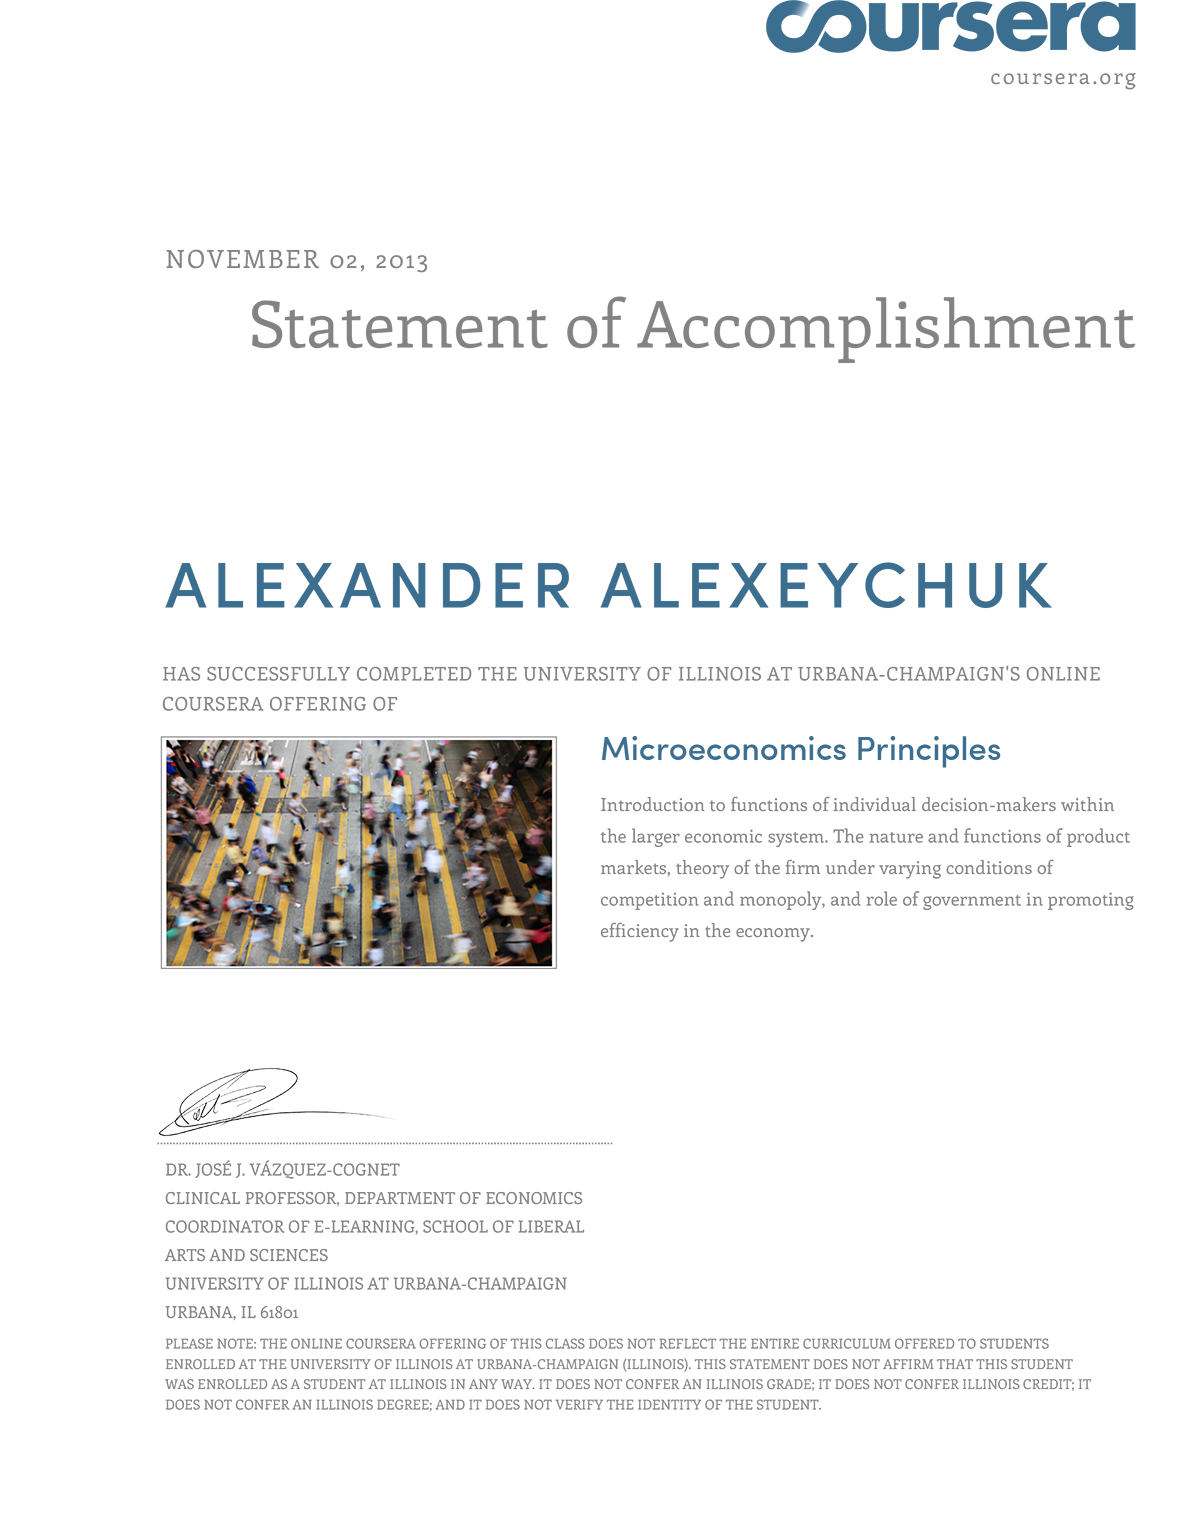 coursera
coursera.org
NOVEMBER 02, 2013
Statement of Accomplishment
ALEXANDER ALEXEYCHUK
HAS SUCCESSFULLY COMPLETED THE UNIVERSITY OF ILLINOIS AT URBANA-CHAMPAIGN'S ONLINE
COURSERA OFFERING OF
Microeconomics Principles
Introduction to functions of individual decision-makers within
the larger economic system. The nature and functions of product
markets, theory of the firm under varying conditions of
competition and monopoly, and role of government in promoting
efficiency in the economy.
DR. JOSÉ J. VÁZQUEZ-COGNET
CLINICAL PROFESSOR, DEPARTMENT OF ECONOMICS
COORDINATOR OF E-LEARNING, SCHOOL OF LIBERAL
ARTS AND SCIENCES
UNIVERSITY OF ILLINOIS AT URBANA-CHAMPAIGN
URBANA, IL 61801
PLEASE NOTE: THE ONLINE COURSERA OFFERING OF THIS CLASS DOES NOT REFLECT THE ENTIRE CURRICULUM OFFERED TO STUDENTS
ENROLLED AT THE UNIVERSITY OF ILLINOIS AT URBANA-CHAMPAIGN (ILLINOIS). THIS STATEMENT DOES NOT AFFIRM THAT THIS STUDENT
WAS ENROLLED AS A STUDENT AT ILLINOIS IN ANY WAY. IT DOES NOT CONFER AN ILLINOIS GRADE; IT DOES NOT CONFER ILLINOIS CREDIT; IT
DOES NOT CONFER AN ILLINOIS DEGREE; AND IT DOES NOT VERIFY THE IDENTITY OF THE STUDENT.